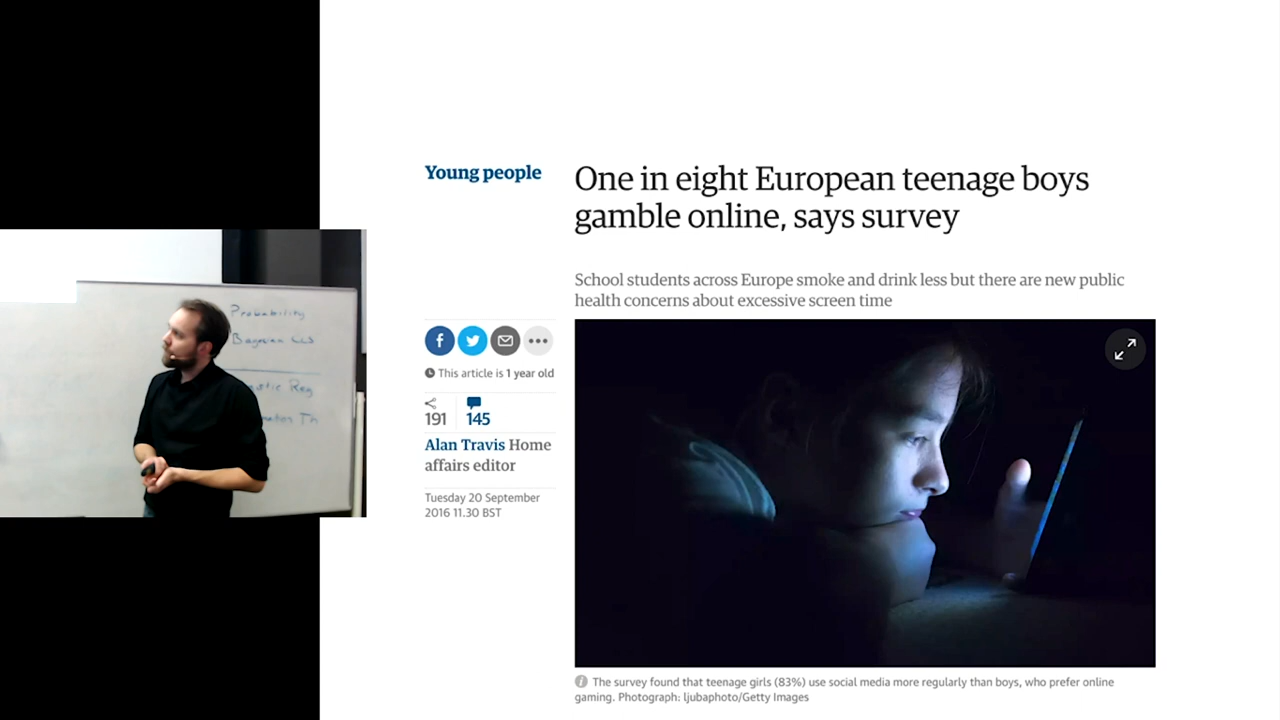 Young people
One in eight European teenage boys
gamble online, says survey
School students across Europe smoke and drink less but there are new public
health concerns about excessive screen time
This article is 1 year old
191
145
Alan Travis Home
affairs editor
Tuesday 20 September
2016 11.30 BST
The survey found that teenage girls (83%) use social media more regularly than boys, who prefer online
gaming. Photograph: ljubaphoto/Getty Images
Probability
Bayesian
Reg
Th